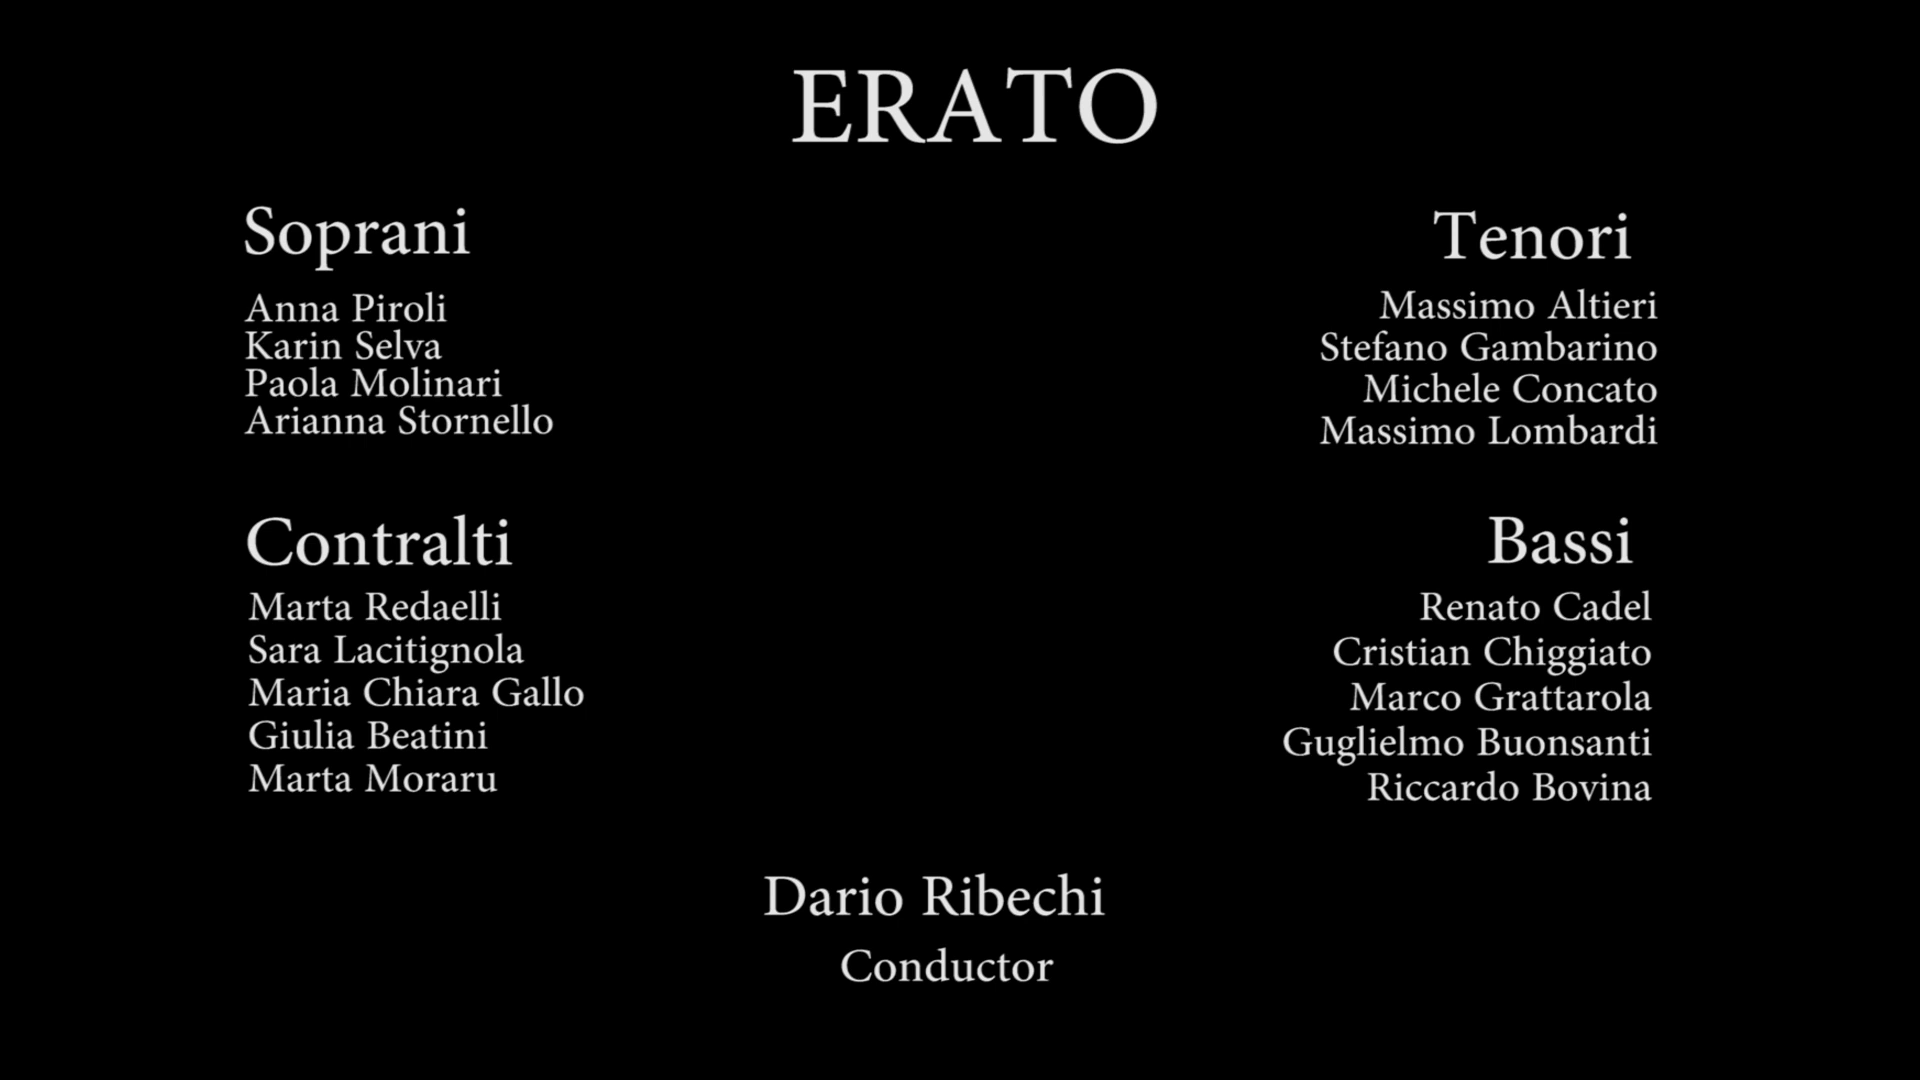 ERATO
Soprani
Anna Piroli
Karin Selva
Paola Molinari
Arianna Stornello
Tenori
Massimo Altieri
Stefano Gambarino
Michele Concato
Massimo Lombardi
Contralti
Marta Redaelli
Sara Lacitignola
Maria Chiara Gallo
Giulia Beatini
Marta Moraru
Bassi
Renato Cadel
Cristian Chiggiato
Marco Grattarola
Guglielmo Buonsanti
Riccardo Bovina
Dario Ribechi
Conductor